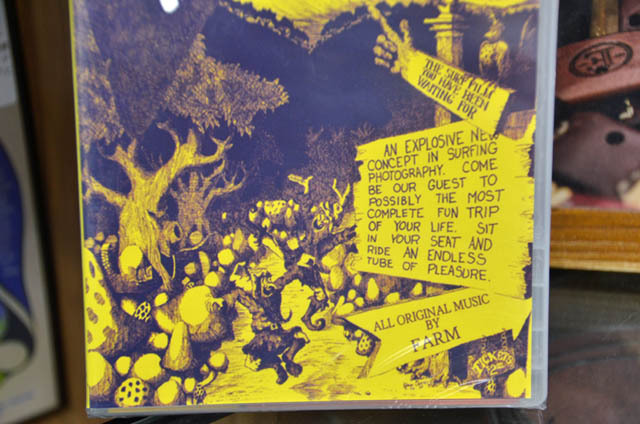 THE SURF FILM
YOU HAVE BEEN
WAITING FOR
AN EXPLOSIVE NEW
CONCEPT IN SURFING
PHOTOGRAPHY. COME
BE OUR GUEST TO
POSSIBLY THE MOST
COMPLETE FUN TRIP
OF YOUR LIFE. SIT
IN YOUR SEAT AND
RIDE AN ENDLESS
TUBE OF PLEASURE.
ALL ORIGINAL MUSIC
BY
FARM
TICKETS